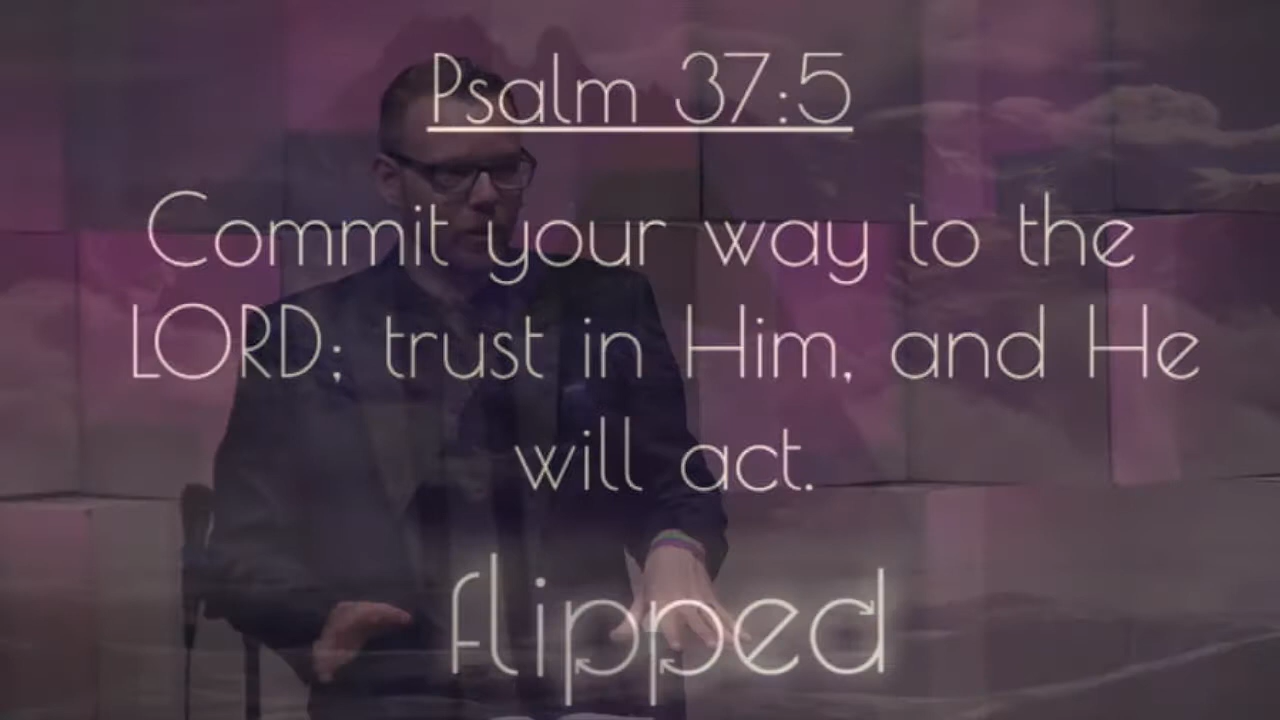 Psalm 37:5
Commit your way to the
LORD; trust in Him, and He
will act.
flipped